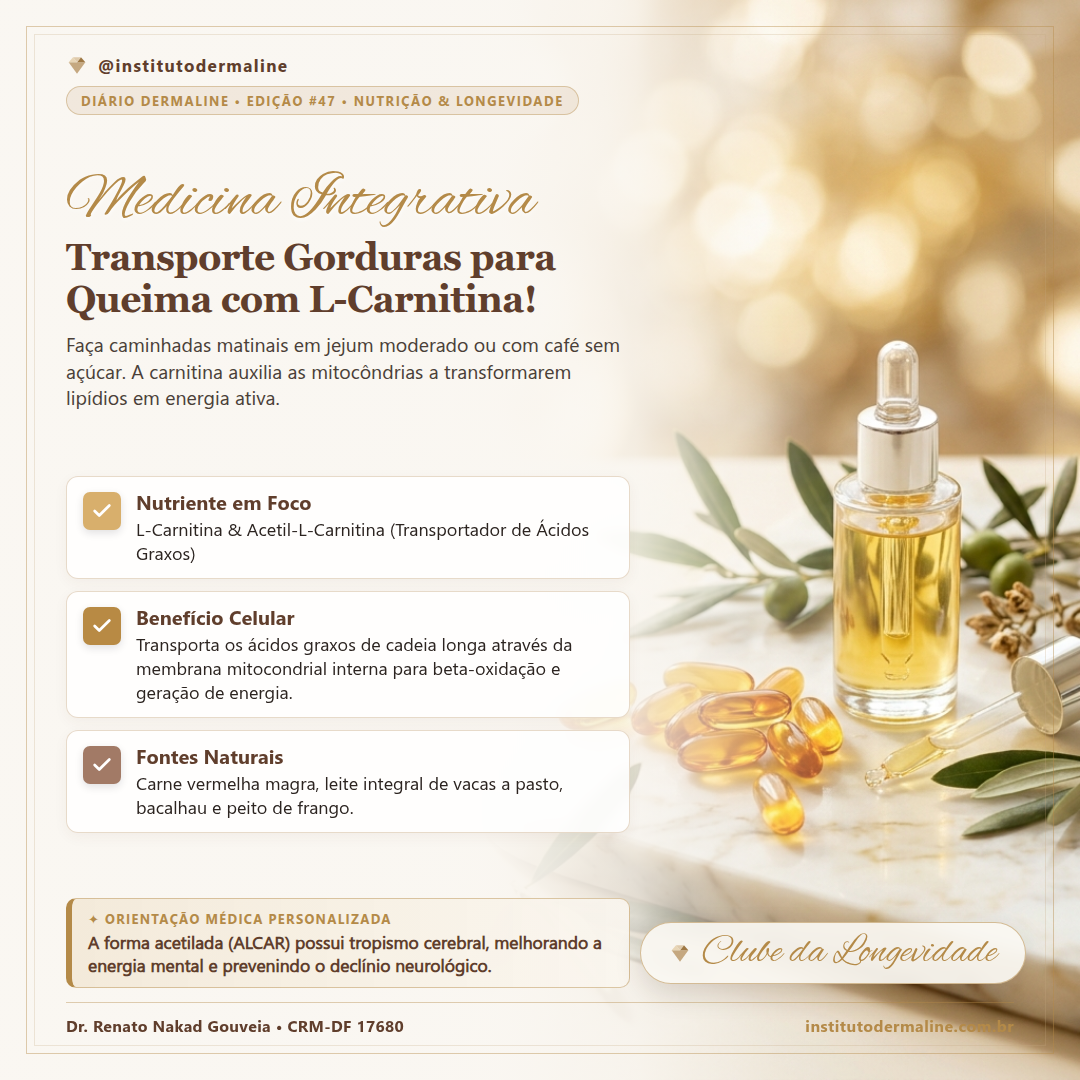 @institutodermaline
DIÁRIO DERMALINE • EDIÇÃO #47 • NUTRIÇÃO & LONGEVIDADE
Medicina Integrativa
Transporte Gorduras para
Queima com L-Carnitina!
Faça caminhadas matinais em jejum moderado ou com café sem
açúcar. A carnitina auxilia as mitocôndrias a transformarem
lipídios em energia ativa.
Nutriente em Foco
L-Carnitina & Acetil-L-Carnitina (Transportador de Ácidos
Graxos)
Benefício Celular
Transporta os ácidos graxos de cadeia longa através da
membrana mitocondrial interna para beta-oxidação e
geração de energia.
Fontes Naturais
Carne vermelha magra, leite integral de vacas a pasto,
bacalhau e peito de frango.
✦ ORIENTAÇÃO MÉDICA PERSONALIZADA
A forma acetilada (ALCAR) possui tropismo cerebral, melhorando a
energia mental e prevenindo o declínio neurológico.
Clube da Longevidade
Dr. Renato Nakad Gouveia • CRM-DF 17680
institutodermaline.com.br